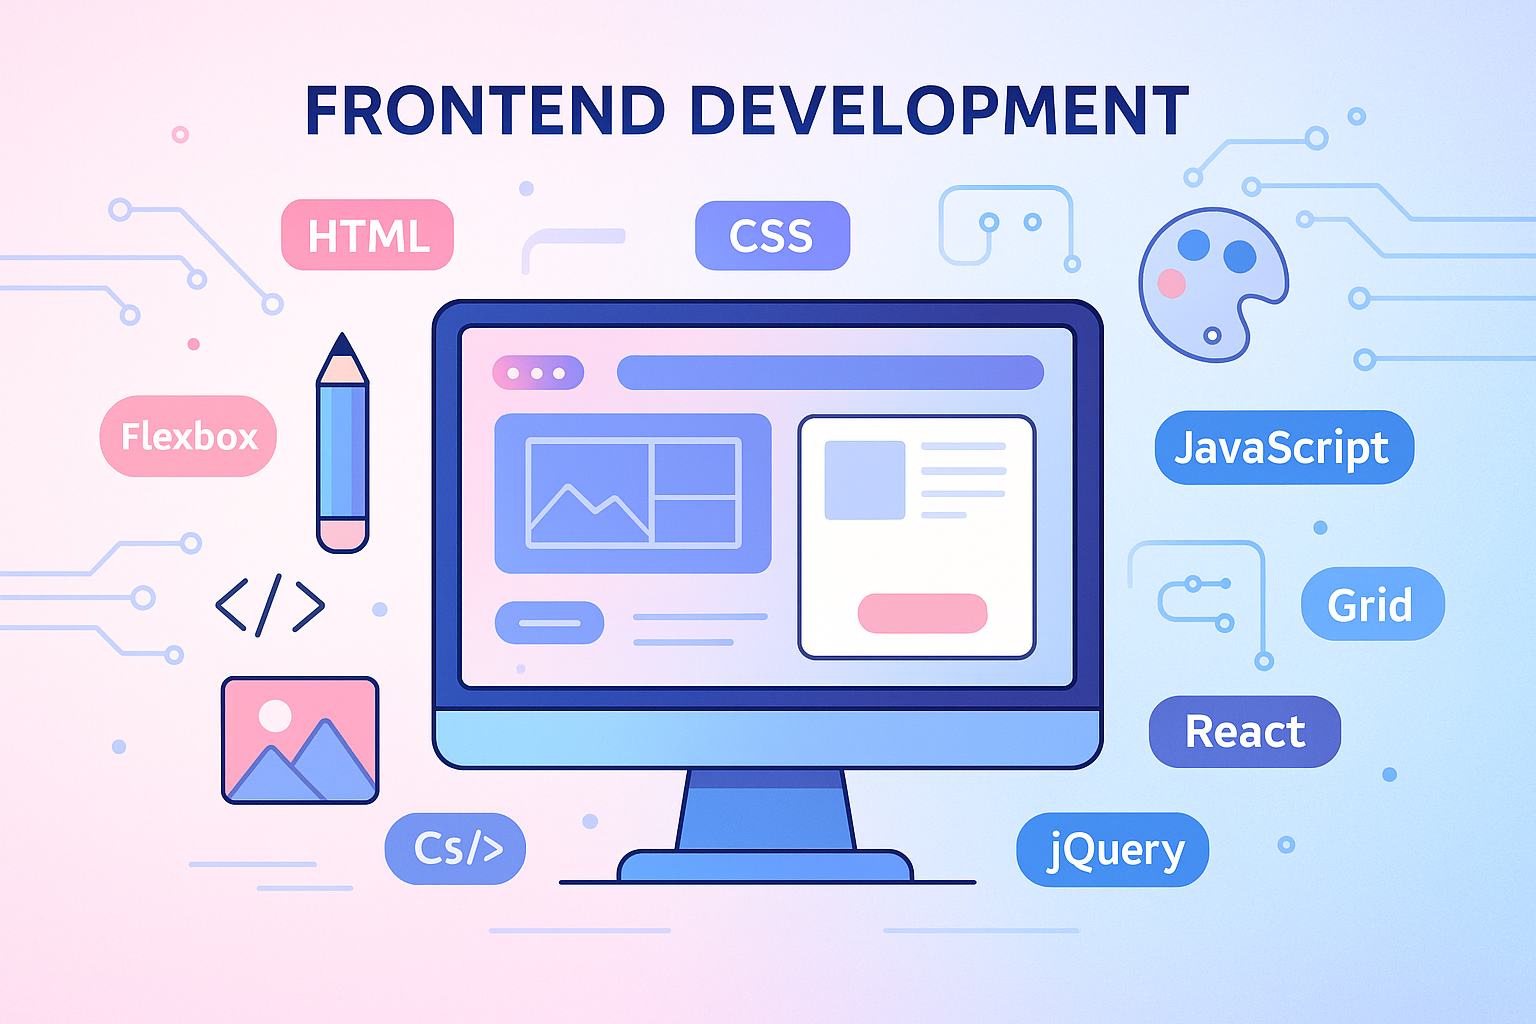 FRONTEND DEVELOPMENT
HTML
CSS
Flexbox
JavaScript
</>
Grid
React
Cs/>
jQuery